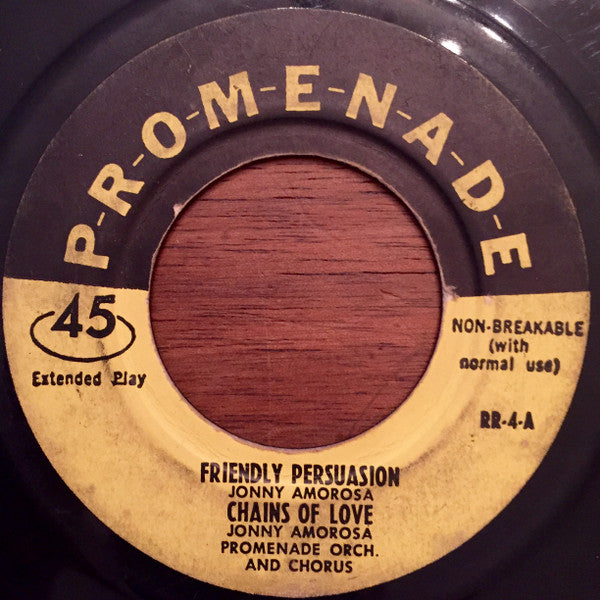 P-R-O-M-E-N-A-D-E
45
Extended Play
NON-BREAKABLE
(with
normal use)
RR-4-A
FRIENDLY PERSUASION
JONNY AMOROSA
CHAINS OF LOVE
JONNY AMOROSA
PROMENADE ORCH.
AND CHORUS